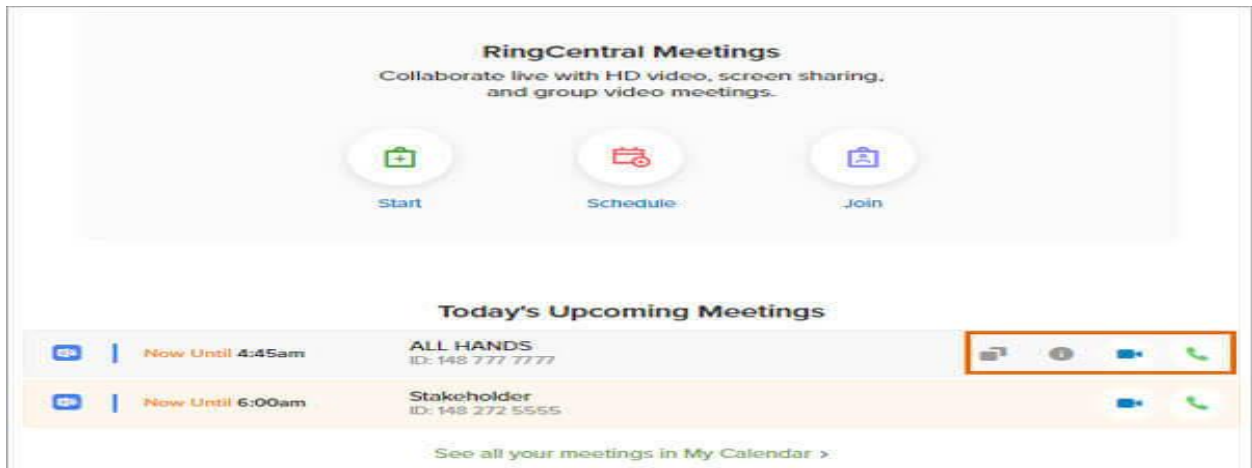 RingCentral Meetings
Collaborate live with HD video, screen sharing,
and group video meetings.
Start Schedule Join
Today's Upcoming Meetings
Now Until 4:45am ALL HANDS
ID: 148 777 7777
Now Until 6:00am Stakeholder
ID: 148 272 5555
See all your meetings in My Calendar >